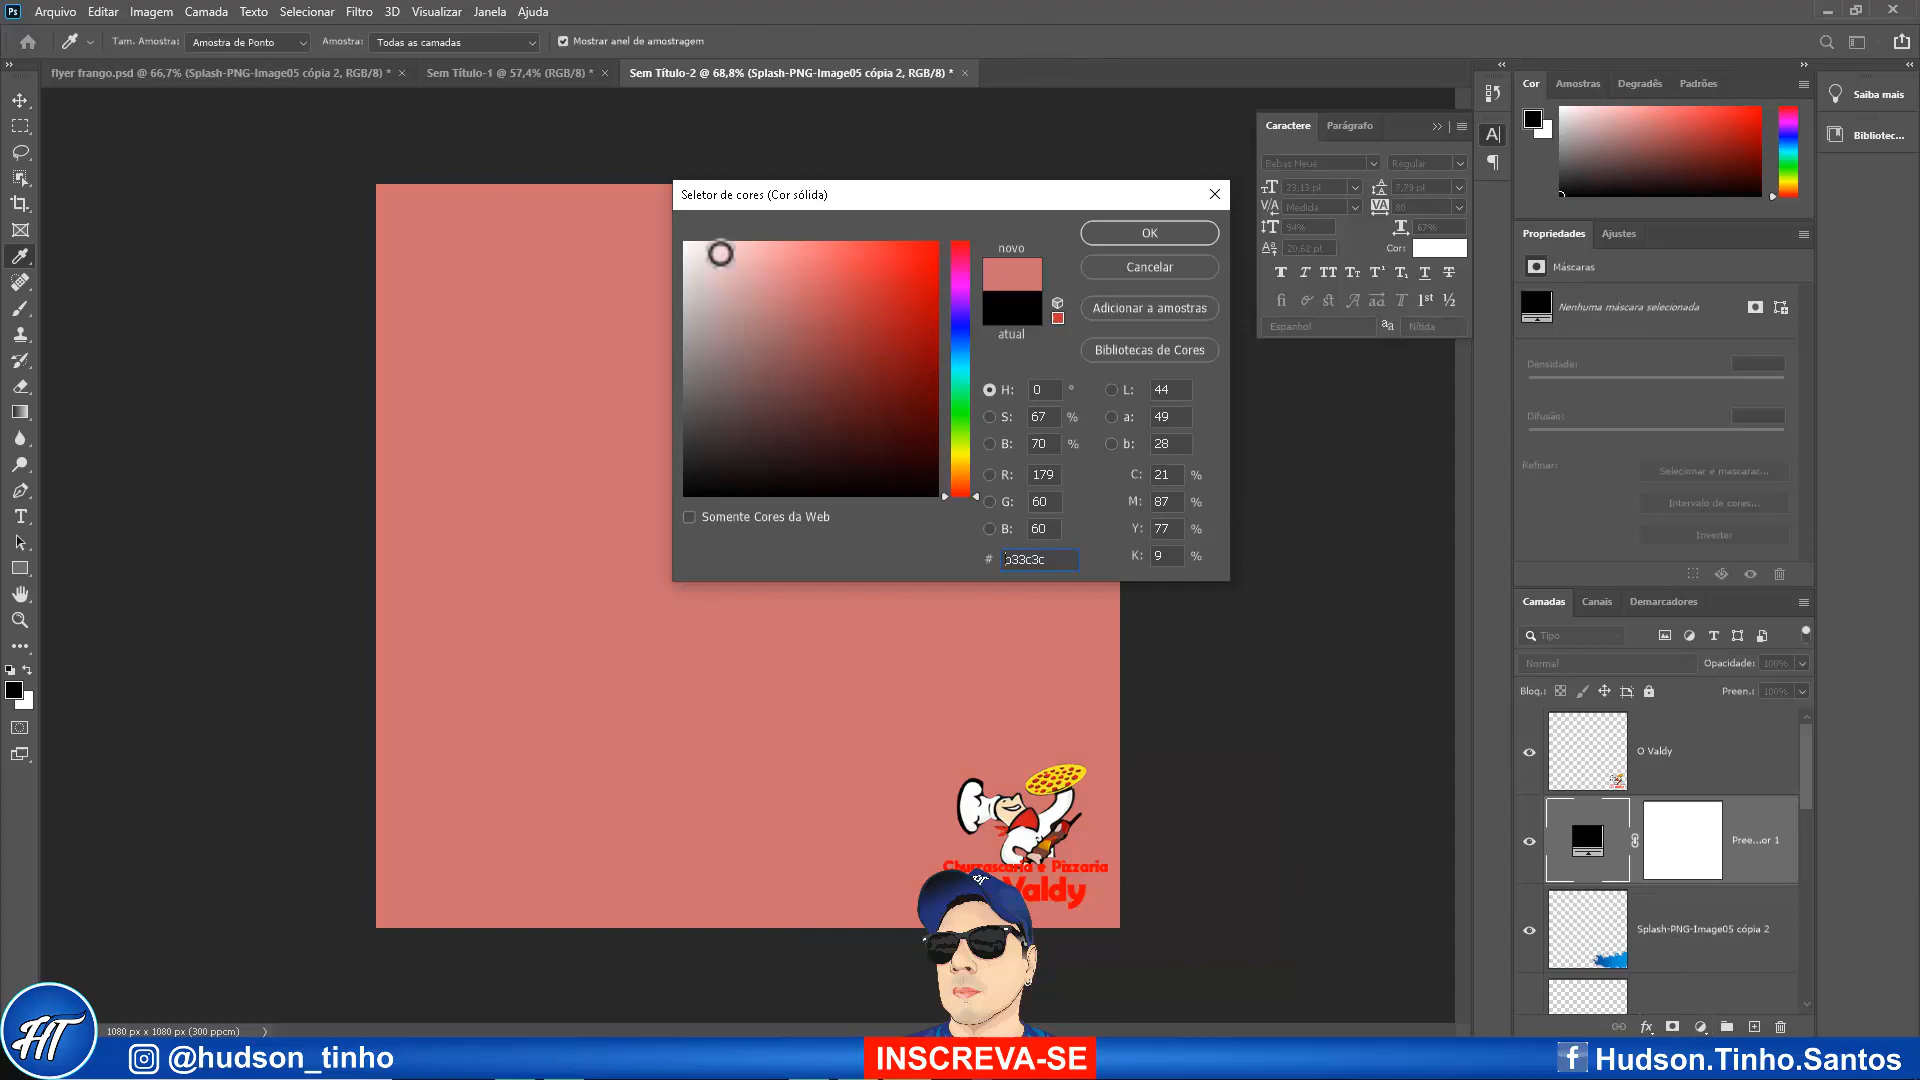 Ps Arquivo Editar Imagem Camada Texto Selecionar Filtro 3D Visualizar Janela Ajuda
Tam. Amostra: Amostra de Ponto Amostra: Todas as camadas Mostrar anel de amostragem
flyer frango.psd @ 66,7% (Splash-PNG-Image05 cópia 2, RGB/8) * × Sem Título-1 @ 57,4% (RGB/8) * × Sem Título-2 @ 68,8% (Splash-PNG-Image05 cópia 2, RGB/8) * ×
Seletor de cores (Cor sólida)
novo
atual
OK
Cancelar
Adicionar a amostras
Bibliotecas de Cores
H: 0 ° L: 44
S: 67 % a: 49
B: 70 % b: 28
R: 179 C: 21 %
G: 60 M: 87 %
B: 60 Y: 77 %
# b33c3c K: 9 %
Somente Cores da Web
Caractere Parágrafo
Bebas Neue Regular
23,13 pt 7,79 pt
Medida 80
94% 67%
20,62 pt Cor:
Espanhol aa Nítida
Cor Amostras Degradês Padrões
Saiba mais
Bibliotec...
Propriedades Ajustes
Máscaras
Nenhuma máscara selecionada
Densidade:
Difusão:
Refinar: Selecionar e mascarar...
Intervalo de cores...
Inverter
Camadas Canais Demarcadores
Tipo
Normal Opacidade: 100%
Bloq.: Preen.: 100%
O Valdy
Pree...or 1
Splash-PNG-Image05 cópia 2
Churrascaria e Pizzaria
Valdy
1080 px x 1080 px (300 ppcm)
HT
@hudson_tinho
INSCREVA-SE
Hudson.Tinho.Santos